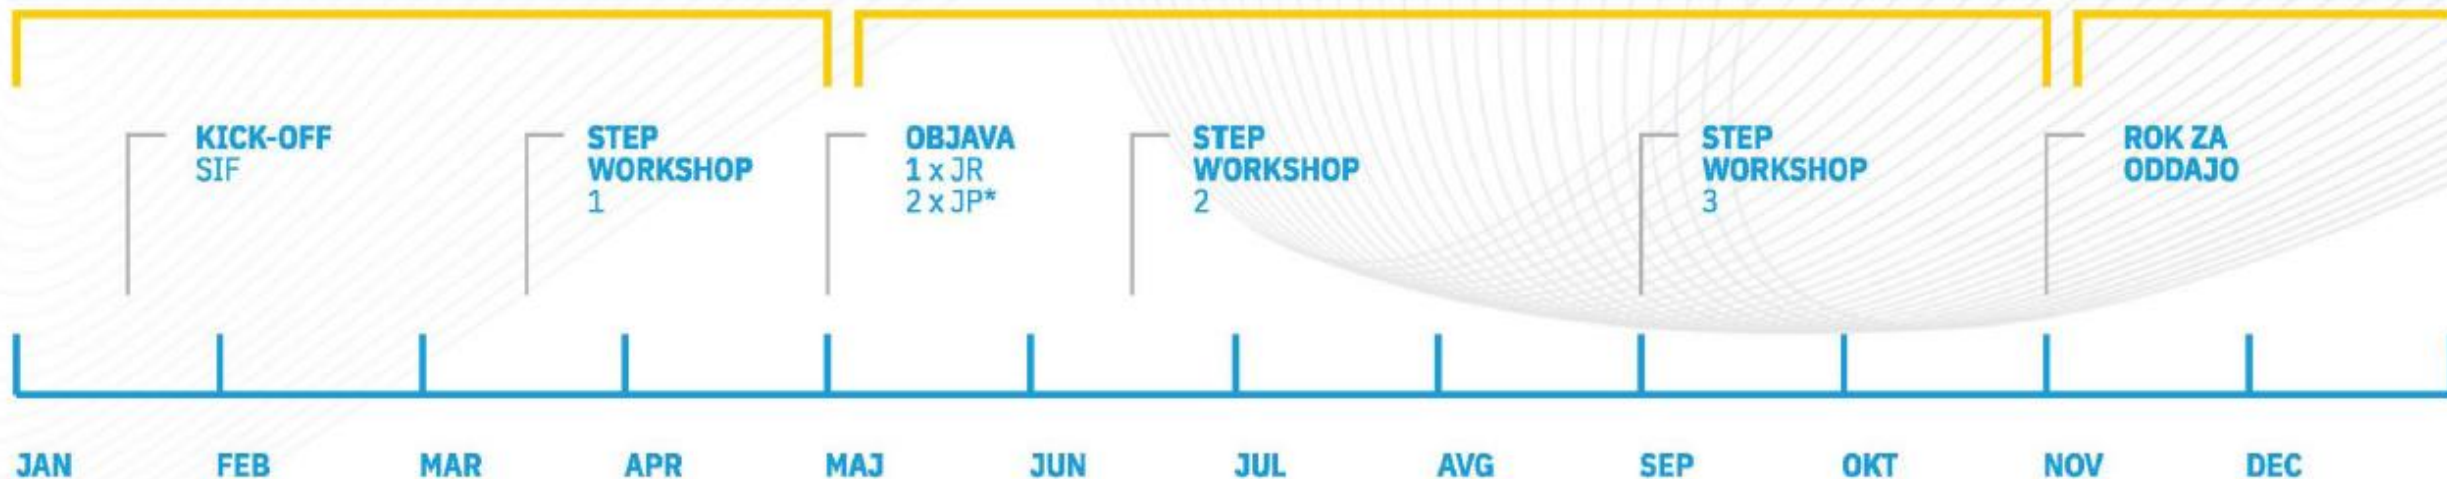 KICK-OFF
SIF
STEP
WORKSHOP
1
OBJAVA
1 x JR
2 x JP*
STEP
WORKSHOP
2
STEP
WORKSHOP
3
ROK ZA
ODDAJO
JAN FEB MAR APR MAJ JUN JUL AVG SEP OKT NOV DEC